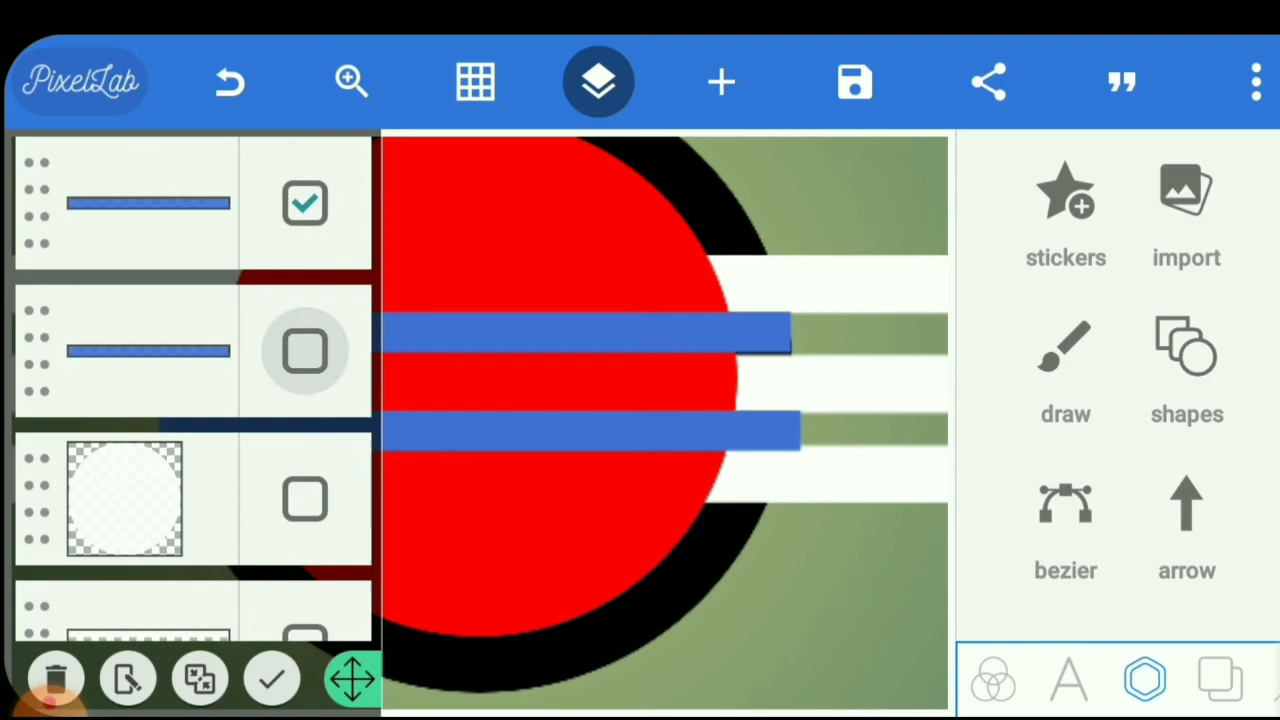 PixelLab
stickers
import
draw
shapes
bezier
arrow